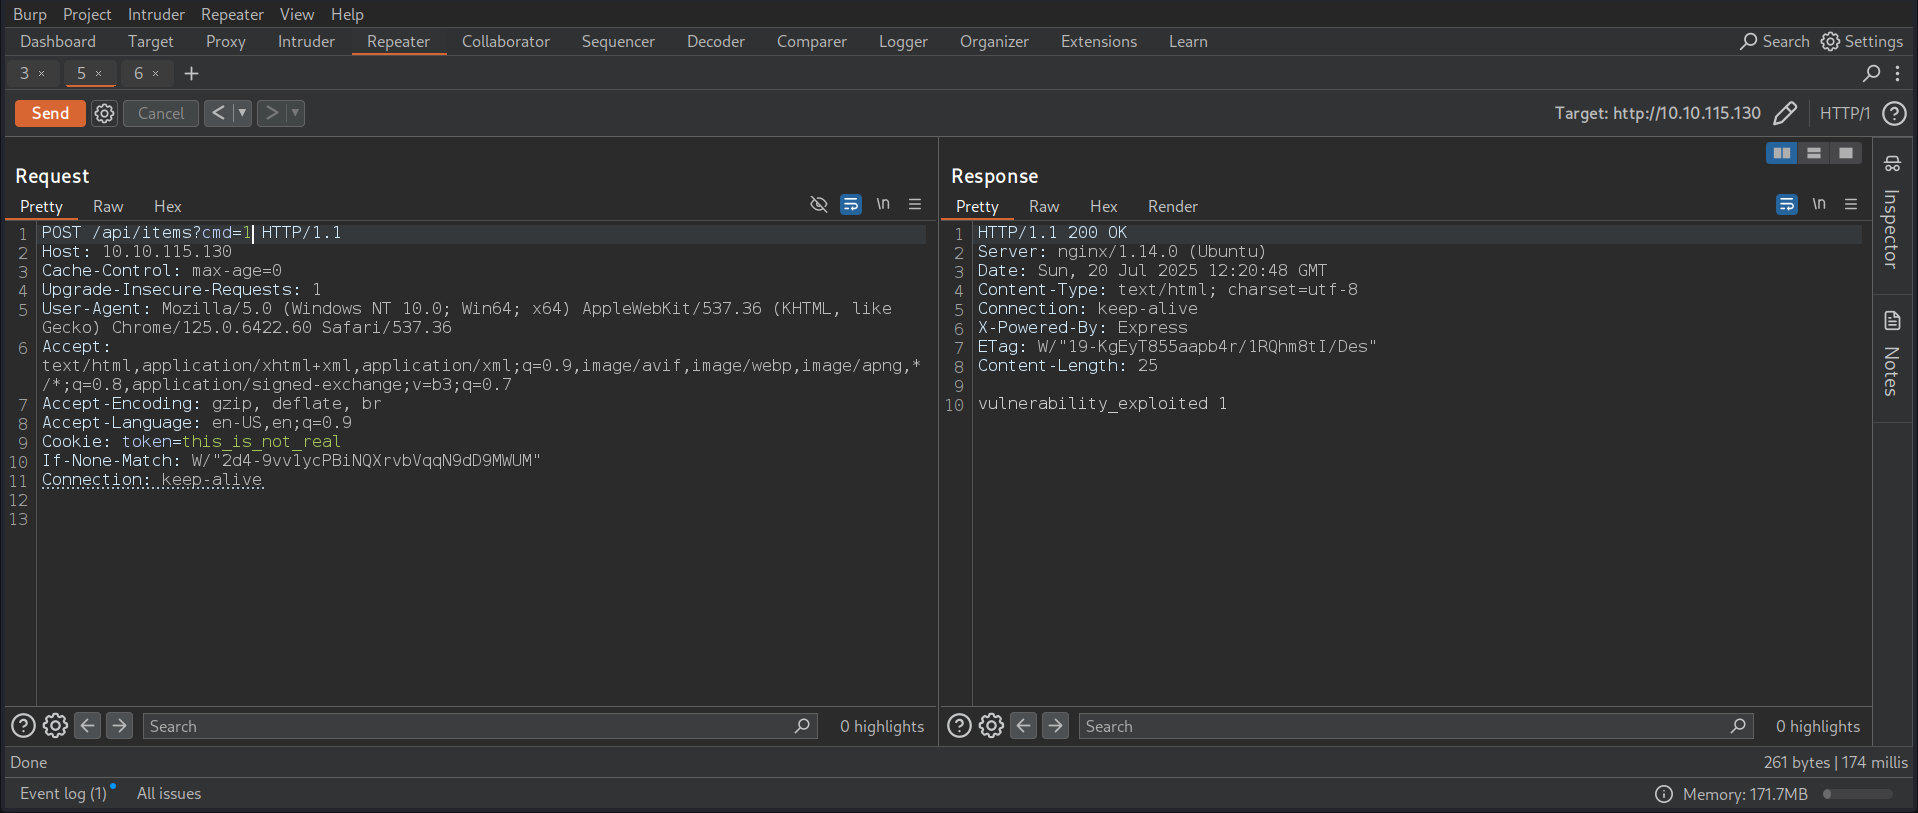 Burp Project Intruder Repeater View Help
Dashboard Target Proxy Intruder Repeater Collaborator Sequencer Decoder Comparer Logger Organizer Extensions Learn Search Settings
3 × 5 × 6 × +
Send Cancel < > Target: http://10.10.115.130 HTTP/1 ?
Request
Pretty Raw Hex \n
1 POST /api/items?cmd=1 HTTP/1.1
2 Host: 10.10.115.130
3 Cache-Control: max-age=0
4 Upgrade-Insecure-Requests: 1
5 User-Agent: Mozilla/5.0 (Windows NT 10.0; Win64; x64) AppleWebKit/537.36 (KHTML, like
Gecko) Chrome/125.0.6422.60 Safari/537.36
6 Accept:
text/html,application/xhtml+xml,application/xml;q=0.9,image/avif,image/webp,image/apng,*
/*;q=0.8,application/signed-exchange;v=b3;q=0.7
7 Accept-Encoding: gzip, deflate, br
8 Accept-Language: en-US,en;q=0.9
9 Cookie: token=this_is_not_real
10 If-None-Match: W/"2d4-9vv1ycPBiNQXrvbVqqN9dD9MWUM"
11 Connection: keep-alive
12
13
? Search 0 highlights
Response
Pretty Raw Hex Render \n
1 HTTP/1.1 200 OK
2 Server: nginx/1.14.0 (Ubuntu)
3 Date: Sun, 20 Jul 2025 12:20:48 GMT
4 Content-Type: text/html; charset=utf-8
5 Connection: keep-alive
6 X-Powered-By: Express
7 ETag: W/"19-KgEyT855aapb4r/1RQhm8tI/Des"
8 Content-Length: 25
9
10 vulnerability_exploited 1
? Search 0 highlights
Inspector
Notes
Done 261 bytes | 174 millis
Event log (1) All issues Memory: 171.7MB